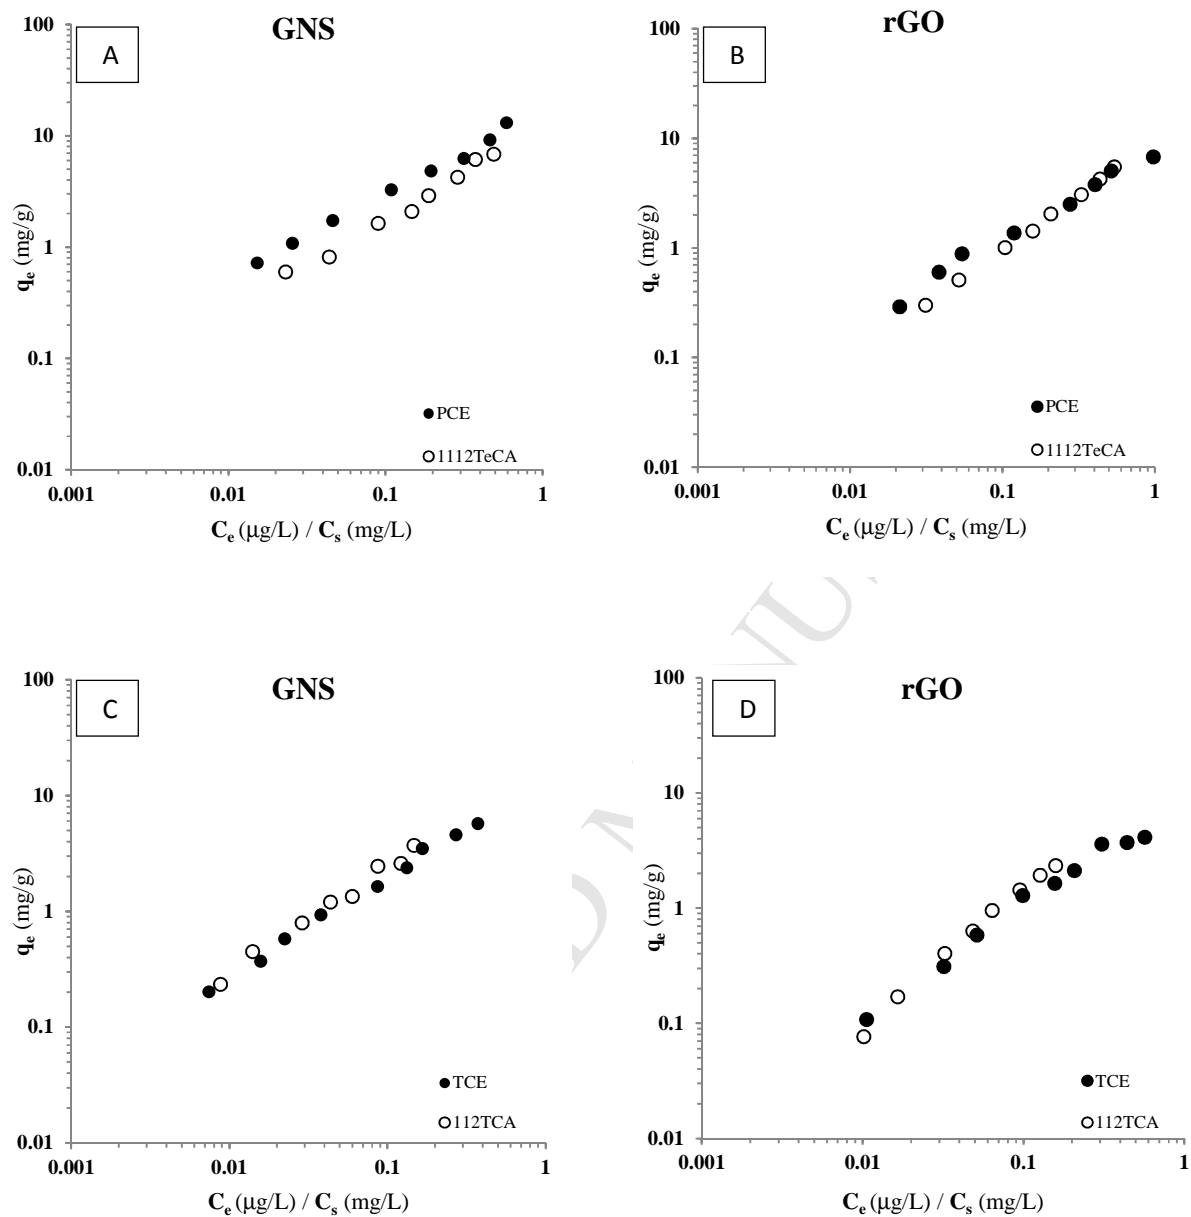 GNS
A
100
10
1
0.1
0.01
qₑ (mg/g)
PCE
1112TeCA
0.001 0.01 0.1 1
Cₑ (µg/L) / Cₛ (mg/L)
rGO
B
100
10
1
0.1
0.01
qₑ (mg/g)
PCE
1112TeCA
0.001 0.01 0.1 1
Cₑ (µg/L) / Cₛ (mg/L)
GNS
C
100
10
1
0.1
0.01
qₑ (mg/g)
TCE
112TCA
0.001 0.01 0.1 1
Cₑ (µg/L) / Cₛ (mg/L)
rGO
D
100
10
1
0.1
0.01
qₑ (mg/g)
TCE
112TCA
0.001 0.01 0.1 1
Cₑ (µg/L) / Cₛ (mg/L)